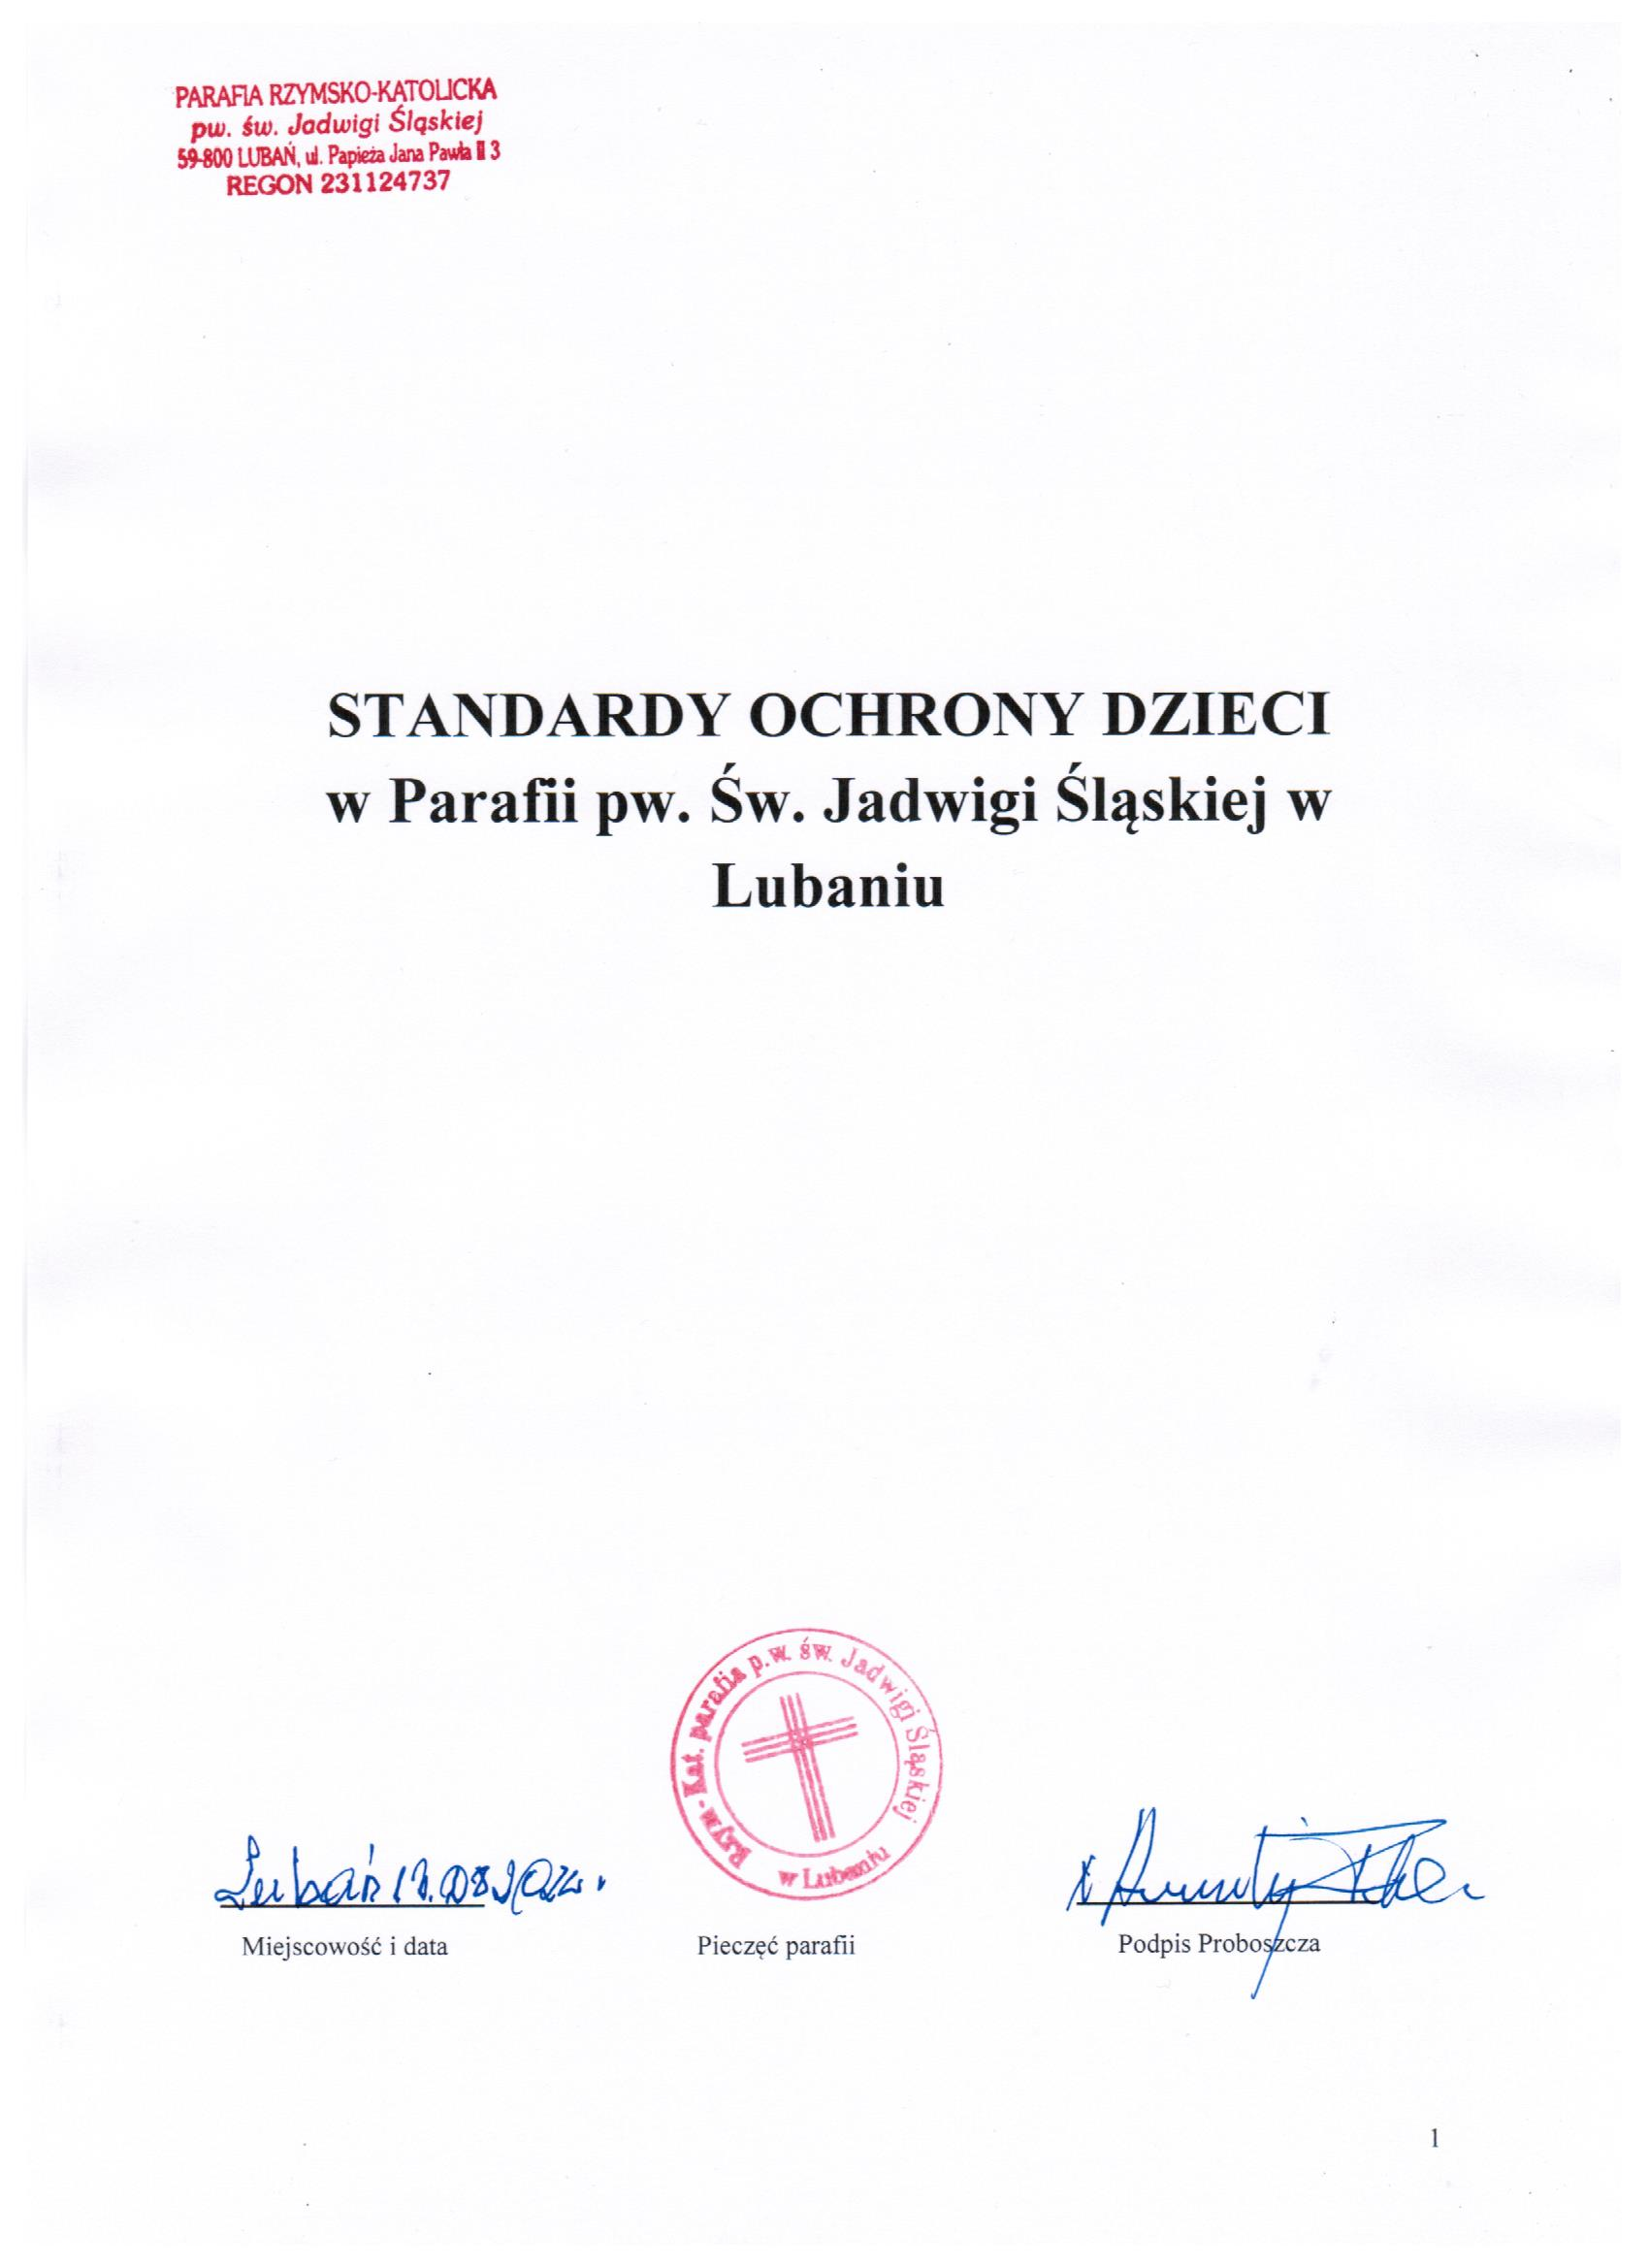 PARAFIA RZYMSKO-KATOLICKA
pw. św. Jadwigi Śląskiej
59-800 LUBAŃ, ul. Papieża Jana Pawła II 3
REGON 231124737
STANDARDY OCHRONY DZIECI
w Parafii pw. Św. Jadwigi Śląskiej w
Lubaniu
Rzym-Kat. parafia p.w. św. Jadwigi Śląskiej
w Lubaniu
Lubań
Miejscowość i data
Pieczęć parafii
Podpis Proboszcza
1